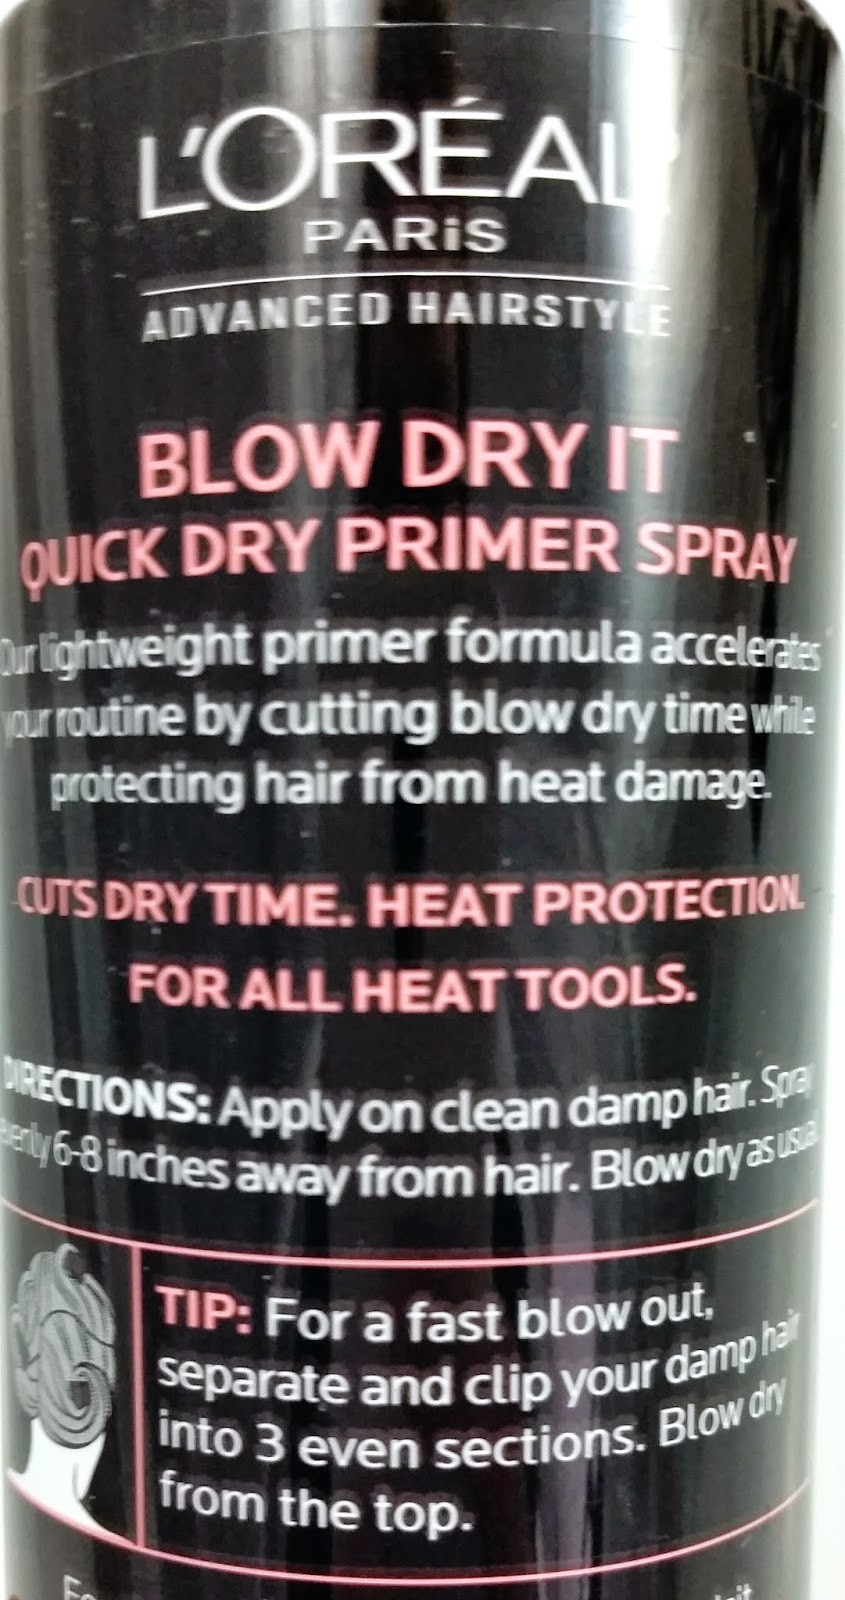 L'ORÉAL
PARiS
ADVANCED HAIRSTYLE
BLOW DRY IT
QUICK DRY PRIMER SPRAY
Our lightweight primer formula accelerates
your routine by cutting blow dry time while
protecting hair from heat damage.
CUTS DRY TIME. HEAT PROTECTION.
FOR ALL HEAT TOOLS.
DIRECTIONS: Apply on clean damp hair. Spray
evenly 6-8 inches away from hair. Blow dry as usual.
TIP: For a fast blow out,
separate and clip your damp hair
into 3 even sections. Blow dry
from the top.